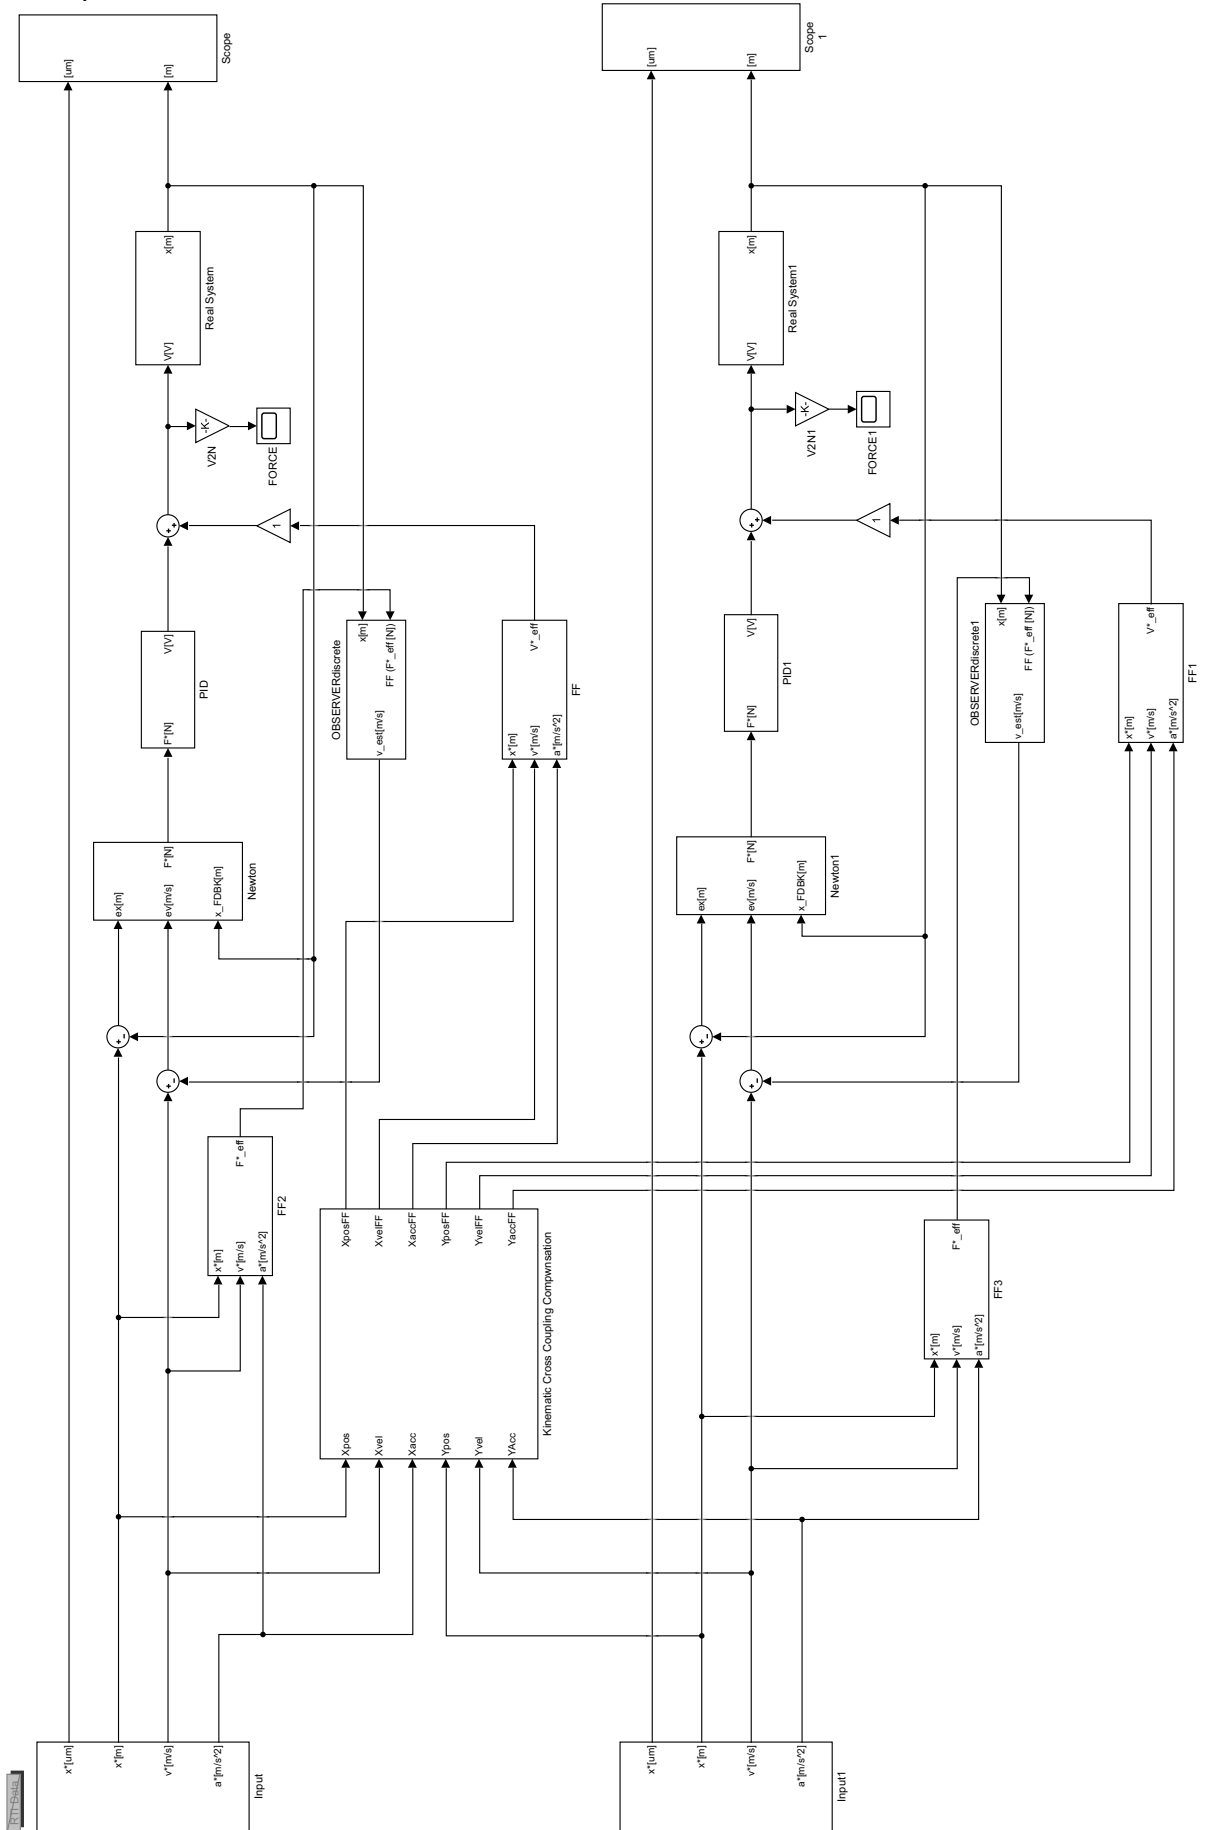 RTI Data
x*[um]
x*[m]
v*[m/s]
a*[m/s^2]
Input
x*[um]
x*[m]
v*[m/s]
a*[m/s^2]
Input1
Xpos
Xvel
Xacc
Ypos
Yvel
YAcc
XposFF
XvelFF
XaccFF
YposFF
YvelFF
YaccFF
Kinematic Cross Coupling Compwnsation
x*[m]
v*[m/s]
a*[m/s^2]
F*_eff
FF2
x*[m]
v*[m/s]
a*[m/s^2]
F*_eff
FF3
+
-
+
-
+
-
+
-
ex[m]
ev[m/s]
x_FDBK[m]
F*[N]
Newton
ex[m]
ev[m/s]
x_FDBK[m]
F*[N]
Newton1
F*[N]
V[V]
PID
F*[N]
V[V]
PID1
OBSERVERdiscrete
v_est[m/s]
x[m]
FF (F*_eff [N])
OBSERVERdiscrete1
v_est[m/s]
x[m]
FF (F*_eff [N])
x*[m]
v*[m/s]
a*[m/s^2]
V*_eff
FF
x*[m]
v*[m/s]
a*[m/s^2]
V*_eff
FF1
+
+
1
+
+
1
-K-
V2N
FORCE
-K-
V2N1
FORCE1
V[V]
x[m]
Real System
V[V]
x[m]
Real System1
[um]
[m]
Scope
[um]
[m]
Scope
1